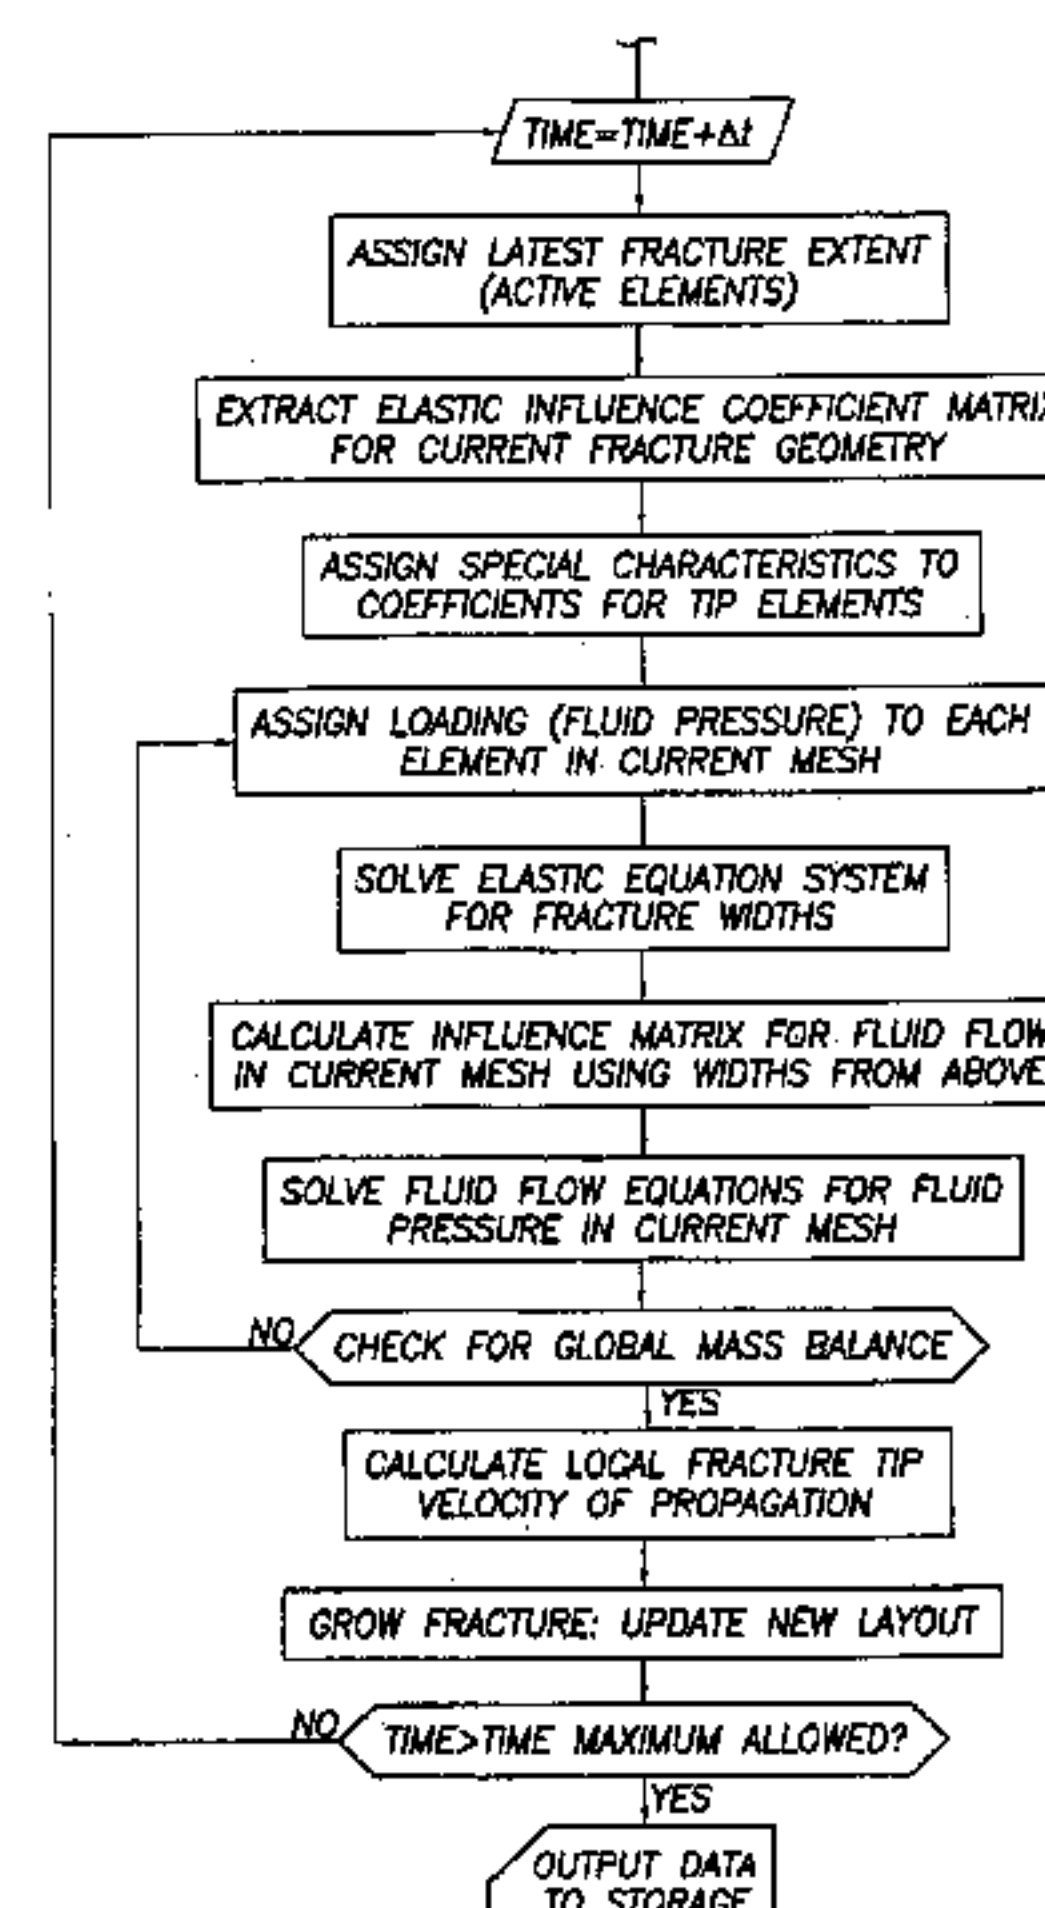 TIME=TIME+Δt
ASSIGN LATEST FRACTURE EXTENT
(ACTIVE ELEMENTS)
EXTRACT ELASTIC INFLUENCE COEFFICIENT MATRIX
FOR CURRENT FRACTURE GEOMETRY
ASSIGN SPECIAL CHARACTERISTICS TO
COEFFICIENTS FOR TIP ELEMENTS
ASSIGN LOADING (FLUID PRESSURE) TO EACH
ELEMENT IN CURRENT MESH
SOLVE ELASTIC EQUATION SYSTEM
FOR FRACTURE WIDTHS
CALCULATE INFLUENCE MATRIX FOR FLUID FLOW
IN CURRENT MESH USING WIDTHS FROM ABOVE
SOLVE FLUID FLOW EQUATIONS FOR FLUID
PRESSURE IN CURRENT MESH
NO
CHECK FOR GLOBAL MASS BALANCE
YES
CALCULATE LOCAL FRACTURE TIP
VELOCITY OF PROPAGATION
GROW FRACTURE: UPDATE NEW LAYOUT
NO
TIME>TIME MAXIMUM ALLOWED?
YES
OUTPUT DATA
TO STORAGE